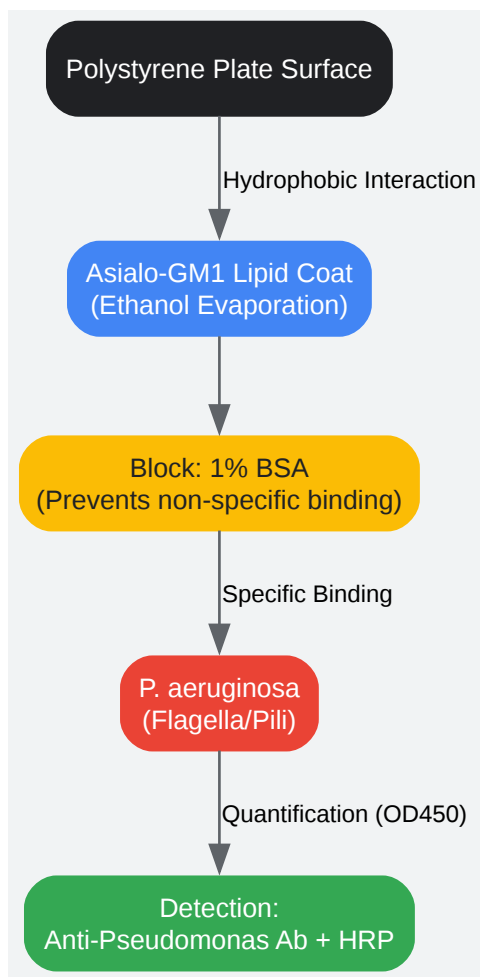 Polystyrene Plate Surface
Hydrophobic Interaction
Asialo-GM1 Lipid Coat
(Ethanol Evaporation)
Block: 1% BSA
(Prevents non-specific binding)
Specific Binding
P. aeruginosa
(Flagella/Pili)
Quantification (OD450)
Detection:
Anti-Pseudomonas Ab + HRP